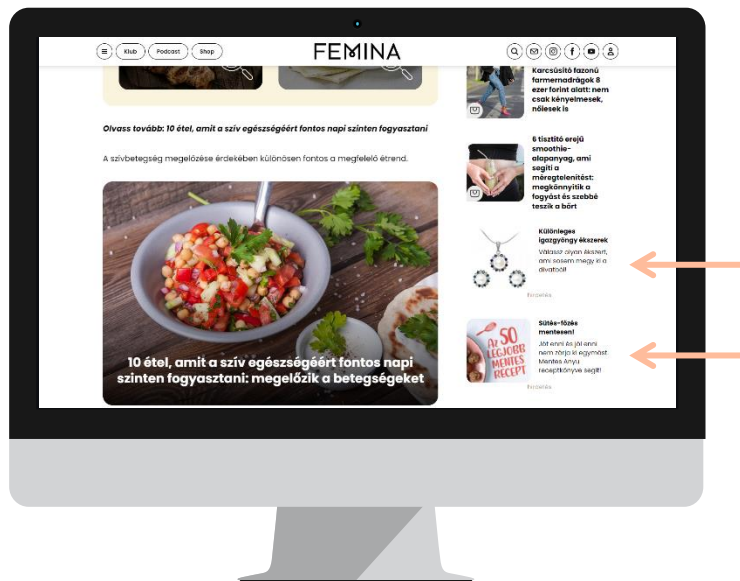 Klub
Podcast
Shop
FEMINA
Olvass tovább: 10 étel, amit a szív egészségéért fontos napi szinten fogyasztani
A szívbetegség megelőzése érdekében különösen fontos a megfelelő étrend.
10 étel, amit a szív egészségéért fontos napi
szinten fogyasztani: megelőzik a betegségeket
Karcsúsító fazonú
farmernadrágok 8
ezer forint alatt: nem
csak kényelmesek,
nőiesek is
6 tisztító erejű
smoothie-
alapanyag, ami
segíti a
méregtelenítést:
megkönnyítik a
fogyást és szebbé
teszik a bőrt
Különleges
igazgyöngy ékszerek
Válassz olyan ékszert,
ami sosem megy ki a
divatból!
hirdetés
AZ 50
LEGJOBB
MENTES
RECEPT
Sütés-főzés
mentesen!
Jót enni és jól enni
nem zárja ki egymást.
Mentes Anyu
receptkönyve segít!
hirdetés